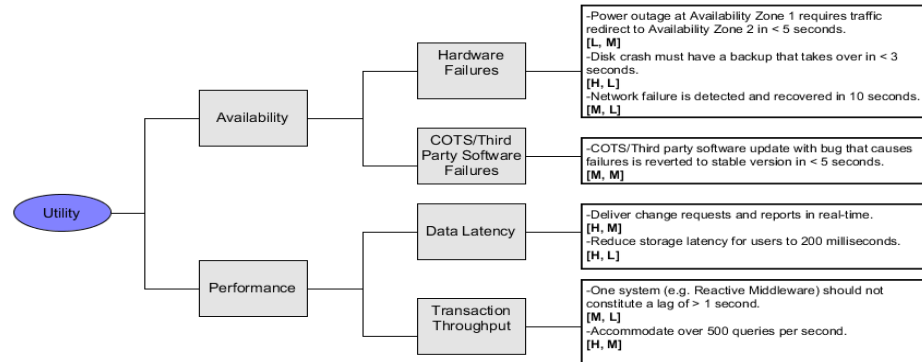 Utility
Availability
Performance
Hardware
Failures
COTS/Third
Party Software
Failures
Data Latency
Transaction
Throughput
-Power outage at Availability Zone 1 requires traffic
redirect to Availability Zone 2 in < 5 seconds.
[L, M]
-Disk crash must have a backup that takes over in < 3
seconds.
[H, L]
-Network failure is detected and recovered in 10 seconds.
[M, L]
-COTS/Third party software update with bug that causes
failures is reverted to stable version in < 5 seconds.
[M, M]
-Deliver change requests and reports in real-time.
[H, M]
-Reduce storage latency for users to 200 milliseconds.
[H, L]
-One system (e.g. Reactive Middleware) should not
constitute a lag of > 1 second.
[M, L]
-Accommodate over 500 queries per second.
[H, M]